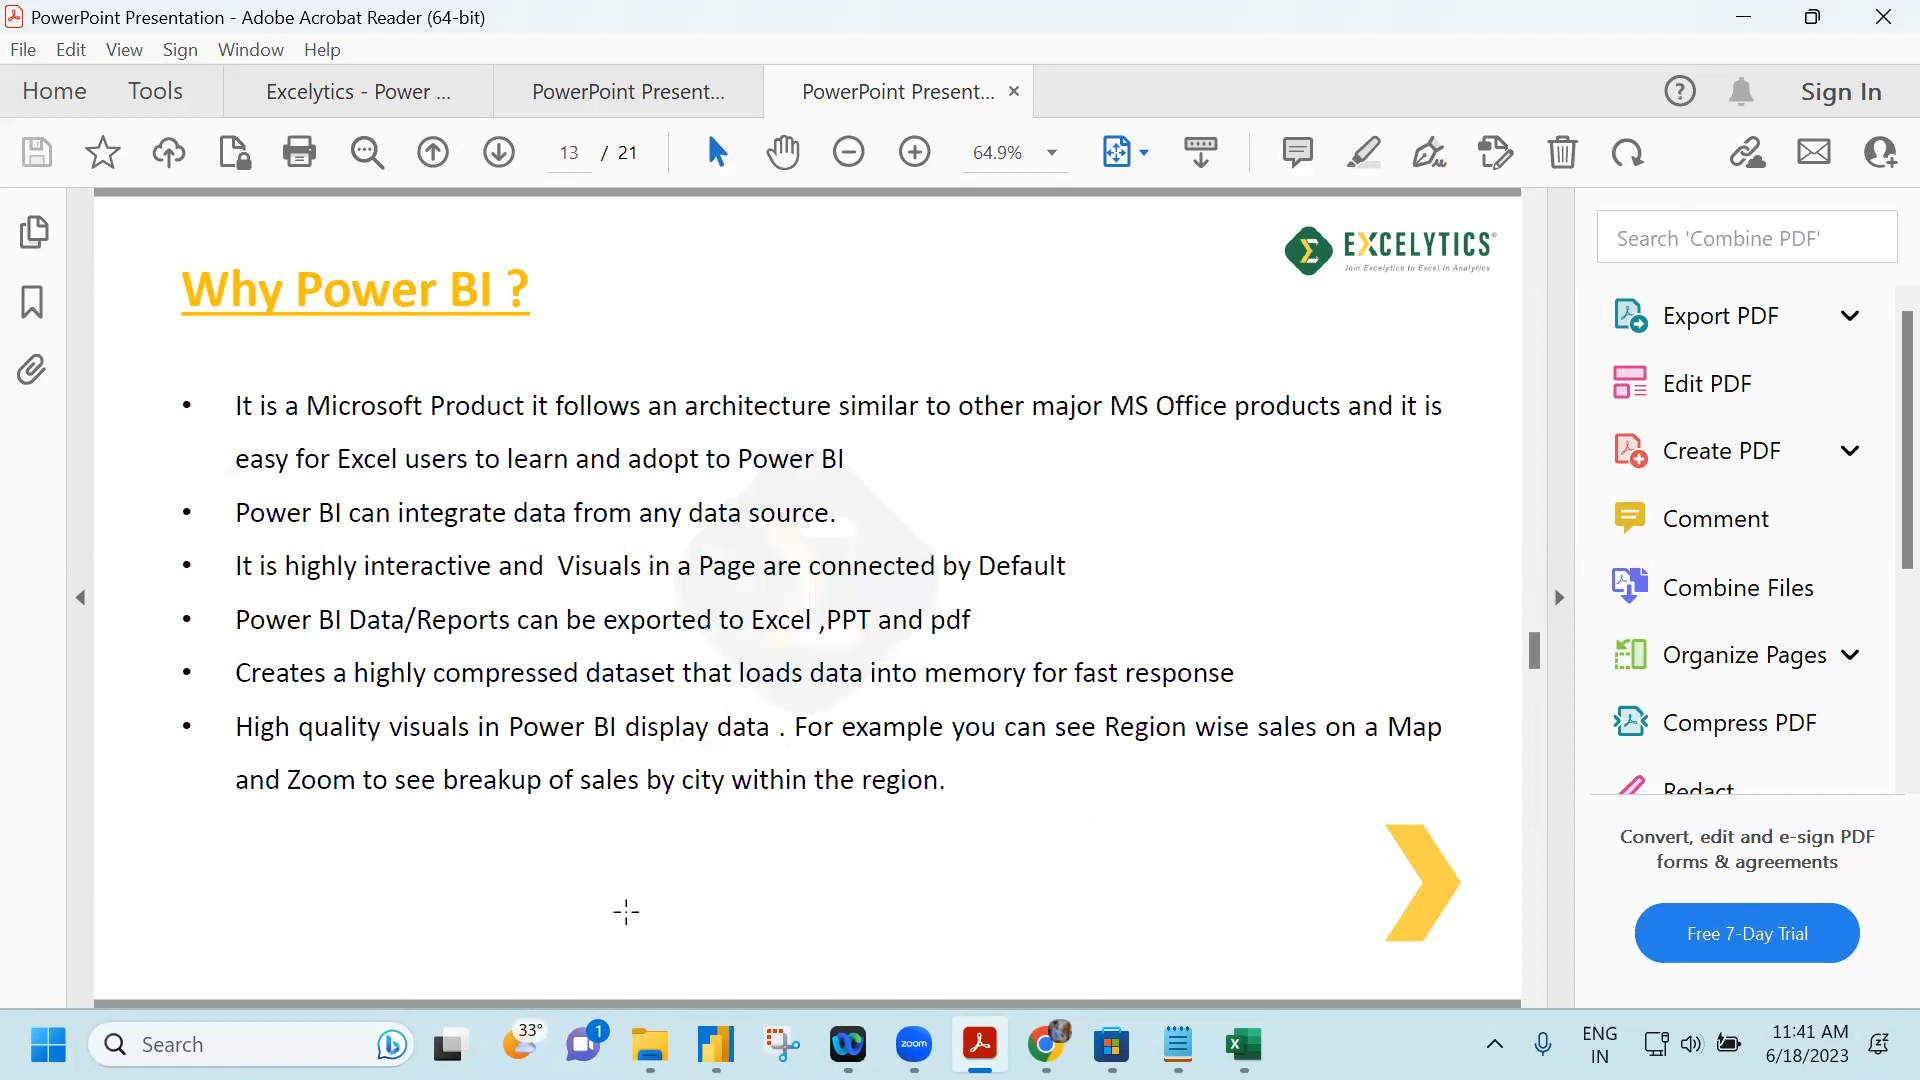 PowerPoint Presentation - Adobe Acrobat Reader (64-bit)
File Edit View Sign Window Help
Home Tools Excelytics - Power ... PowerPoint Present... PowerPoint Present... Sign In
13 / 21 64.9%
EXCELYTICS
Join Excelytics to Excel in Analytics
Why Power BI ?
• It is a Microsoft Product it follows an architecture similar to other major MS Office products and it is
easy for Excel users to learn and adopt to Power BI
• Power BI can integrate data from any data source.
• It is highly interactive and Visuals in a Page are connected by Default
• Power BI Data/Reports can be exported to Excel ,PPT and pdf
• Creates a highly compressed dataset that loads data into memory for fast response
• High quality visuals in Power BI display data . For example you can see Region wise sales on a Map
and Zoom to see breakup of sales by city within the region.
Search 'Combine PDF'
Export PDF
Edit PDF
Create PDF
Comment
Combine Files
Organize Pages
Compress PDF
Redact
Convert, edit and e-sign PDF
forms & agreements
Free 7-Day Trial
Search
33°
1
zoom
ENG
IN
11:41 AM
6/18/2023